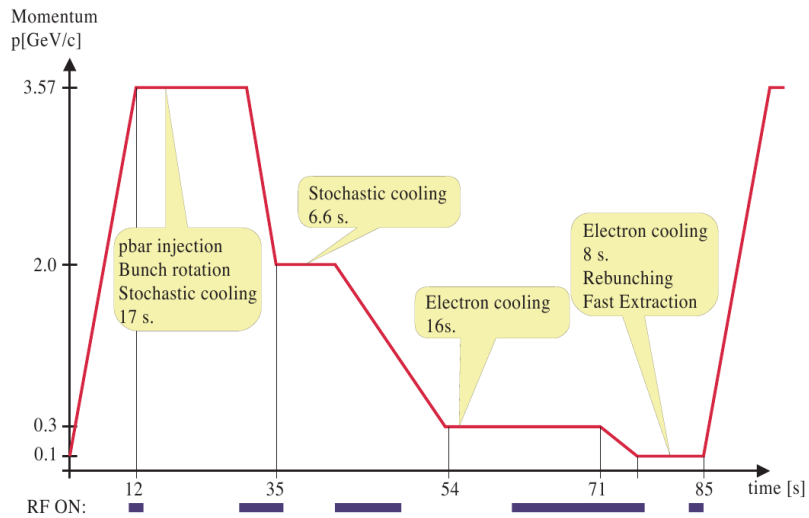 Momentum
p[GeV/c]
3.57
2.0
0.3
0.1
pbar injection
Bunch rotation
Stochastic cooling
17 s.
Stochastic cooling
6.6 s.
Electron cooling
16s.
Electron cooling
8 s.
Rebunching
Fast Extraction
12
35
54
71
85
time [s]
RF ON: